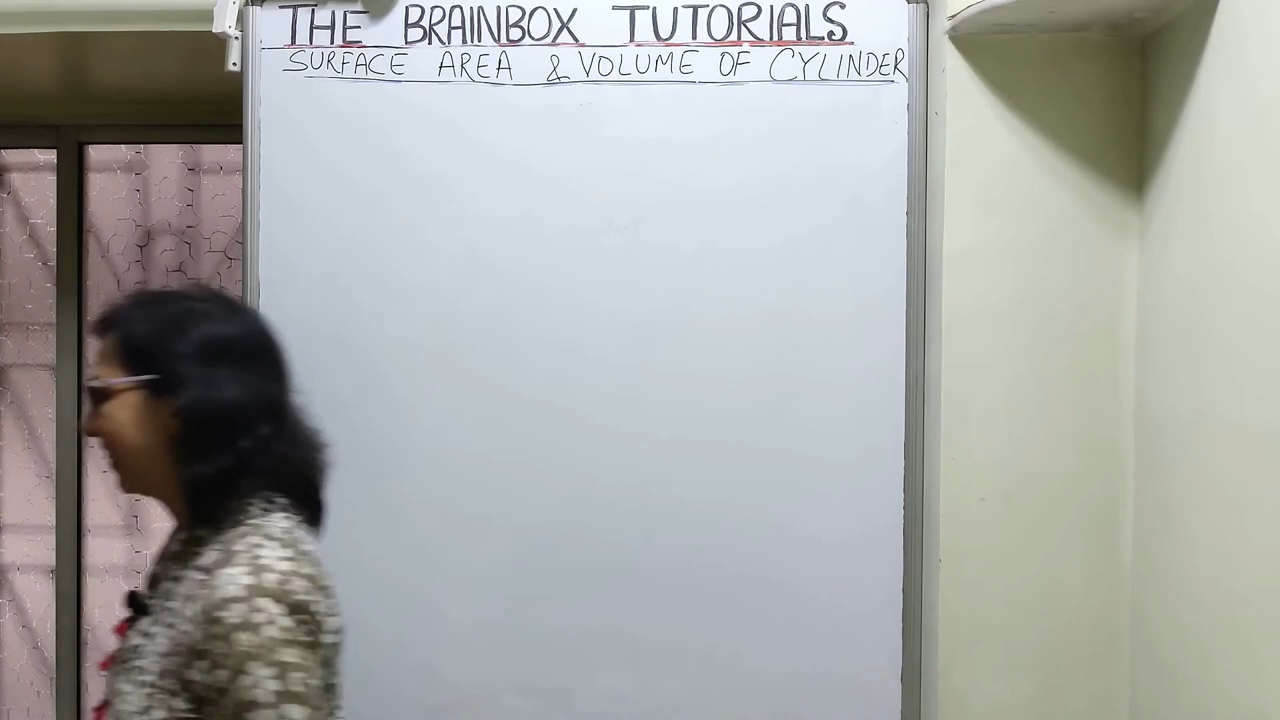 THE BRAINBOX TUTORIALS
SURFACE AREA & VOLUME OF CYLINDER